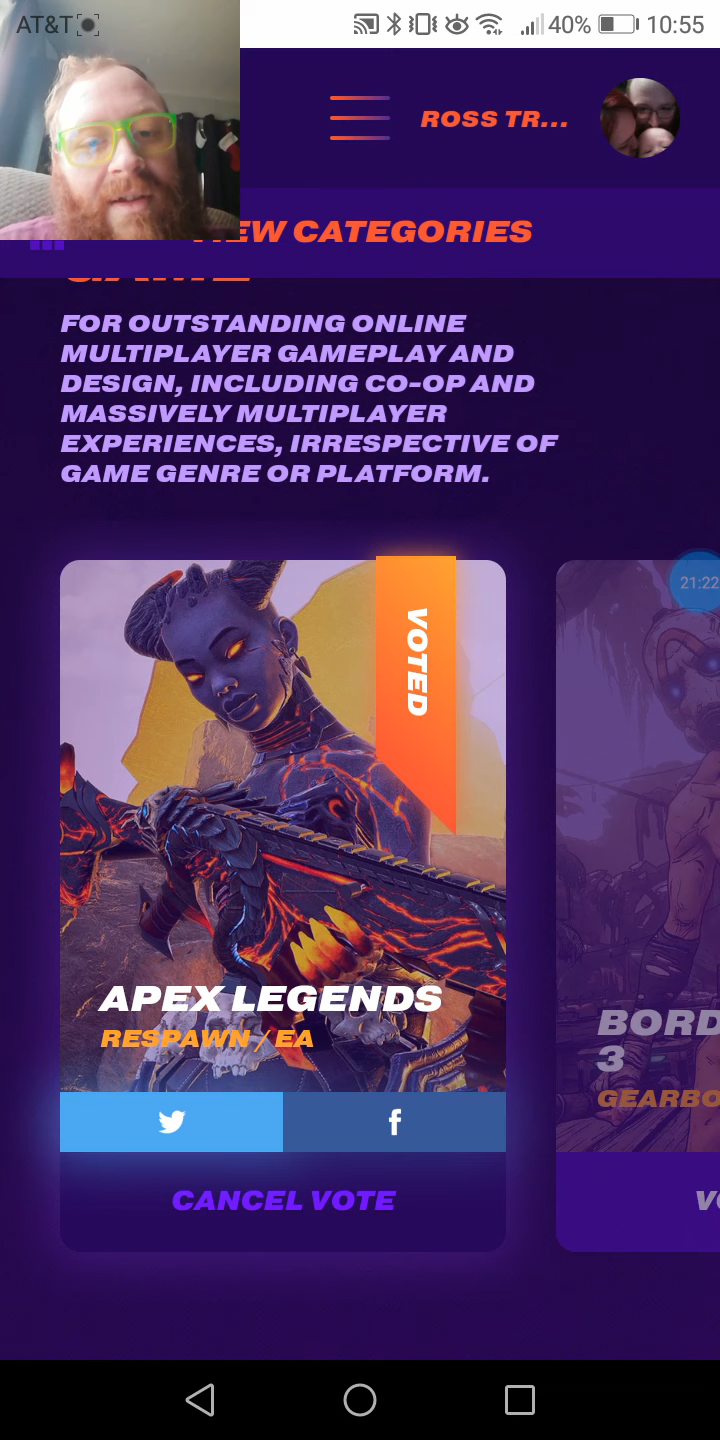 AT&T
40% 10:55
ROSS TR...
VIEW CATEGORIES
FOR OUTSTANDING ONLINE
MULTIPLAYER GAMEPLAY AND
DESIGN, INCLUDING CO-OP AND
MASSIVELY MULTIPLAYER
EXPERIENCES, IRRESPECTIVE OF
GAME GENRE OR PLATFORM.
21:22
VOTED
APEX LEGENDS
RESPAWN / EA
CANCEL VOTE
BORD
3
GEARBO